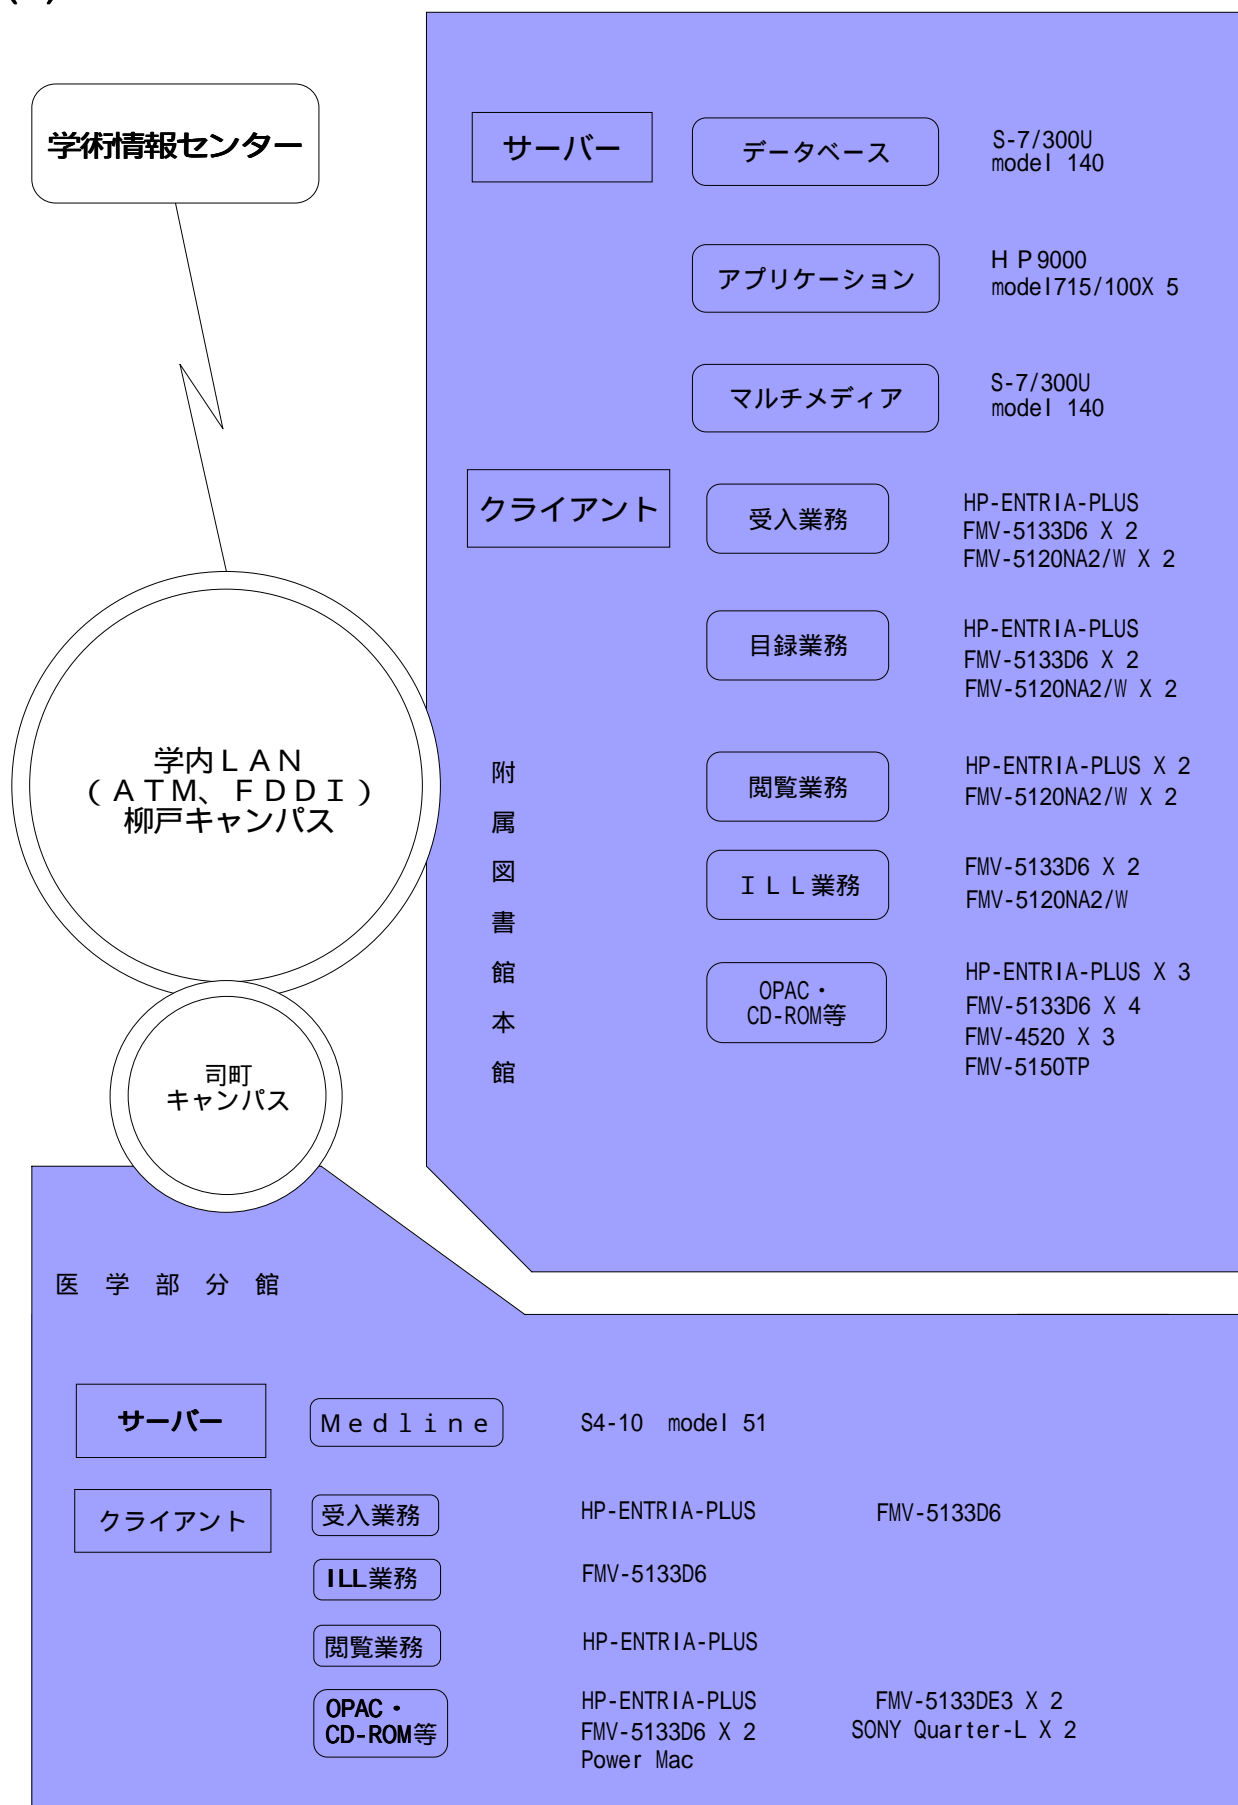 学術情報センター
サーバー
データベース
S-7/300U
model 140
アプリケーション
ＨＰ9000
model715/100X 5
マルチメディア
S-7/300U
model 140
クライアント
受入業務
HP-ENTRIA-PLUS
FMV-5133D6 X 2
FMV-5120NA2/W X 2
目録業務
HP-ENTRIA-PLUS
FMV-5133D6 X 2
FMV-5120NA2/W X 2
学内ＬＡＮ
（ＡＴＭ、ＦＤＤＩ）
柳戸キャンパス
附属図書館本館
閲覧業務
HP-ENTRIA-PLUS X 2
FMV-5120NA2/W X 2
ＩＬＬ業務
FMV-5133D6 X 2
FMV-5120NA2/W
OPAC・
CD-ROM等
HP-ENTRIA-PLUS X 3
FMV-5133D6 X 4
FMV-4520 X 3
FMV-5150TP
司町
キャンパス
医学部分館
サーバー
Ｍｅｄｌｉｎｅ
S4-10 model 51
クライアント
受入業務
HP-ENTRIA-PLUS FMV-5133D6
ILL業務
FMV-5133D6
閲覧業務
HP-ENTRIA-PLUS
OPAC・
CD-ROM等
HP-ENTRIA-PLUS FMV-5133DE3 X 2
FMV-5133D6 X 2 SONY Quarter-L X 2
Power Mac